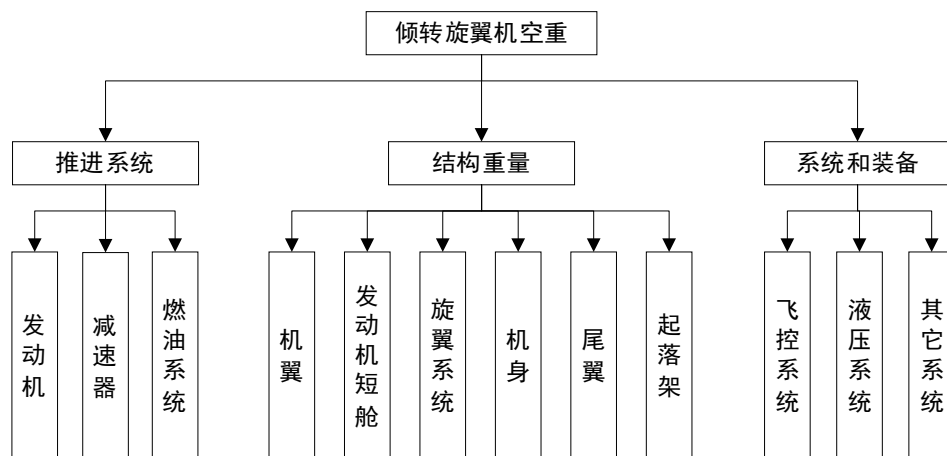 倾转旋翼机空重
推进系统
结构重量
系统和装备
发动机
减速器
燃油系统
机翼
发动机短舱
旋翼系统
机身
尾翼
起落架
飞控系统
液压系统
其它系统